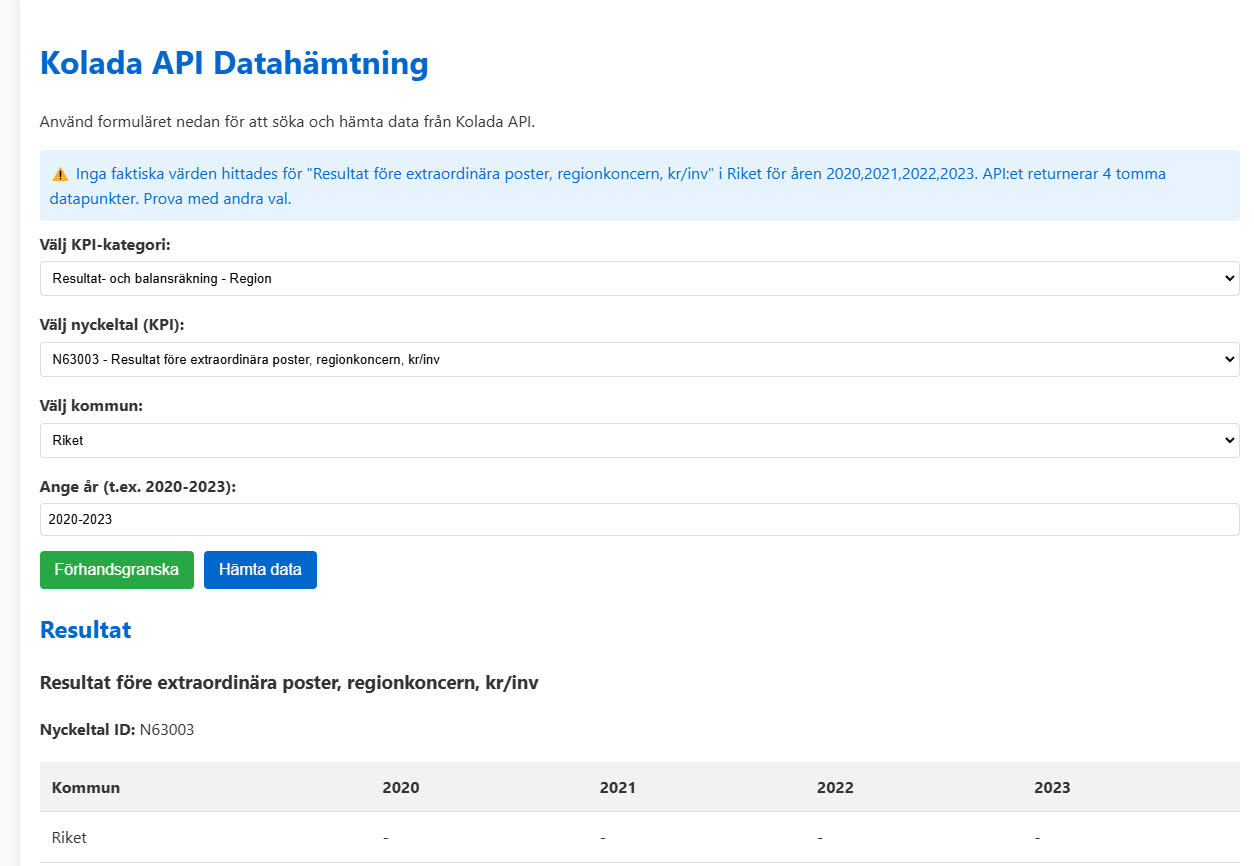 Kolada API Datahämtning
Använd formuläret nedan för att söka och hämta data från Kolada API.
⚠ Inga faktiska värden hittades för "Resultat före extraordinära poster, regionkoncern, kr/inv" i Riket för åren 2020,2021,2022,2023. API:et returnerar 4 tomma
datapunkter. Prova med andra val.
Välj KPI-kategori:
Resultat- och balansräkning - Region
Välj nyckeltal (KPI):
N63003 - Resultat före extraordinära poster, regionkoncern, kr/inv
Välj kommun:
Riket
Ange år (t.ex. 2020-2023):
2020-2023
Förhandsgranska Hämta data
Resultat
Resultat före extraordinära poster, regionkoncern, kr/inv
Nyckeltal ID: N63003
Kommun 2020 2021 2022 2023
Riket - - - -